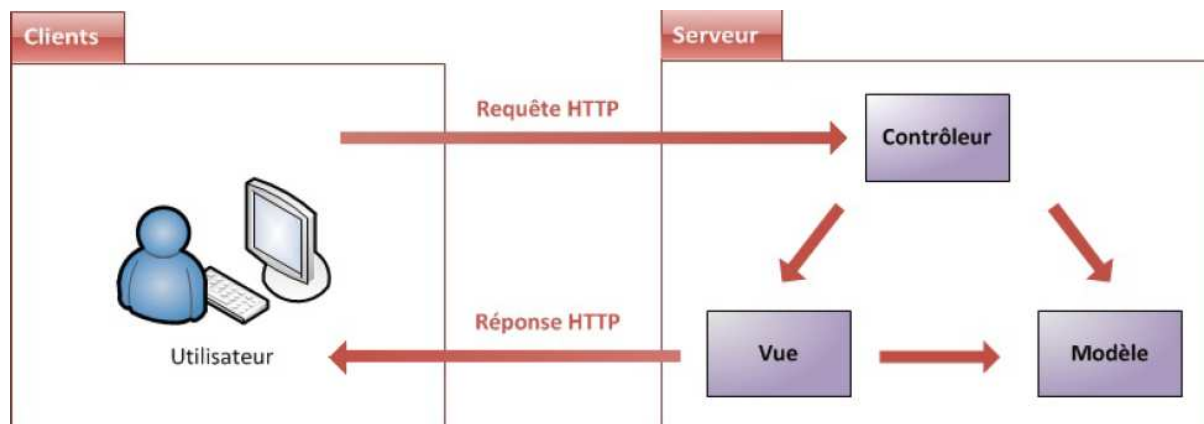 Clients
Serveur
Requête HTTP
Contrôleur
Réponse HTTP
Utilisateur
Vue
Modèle